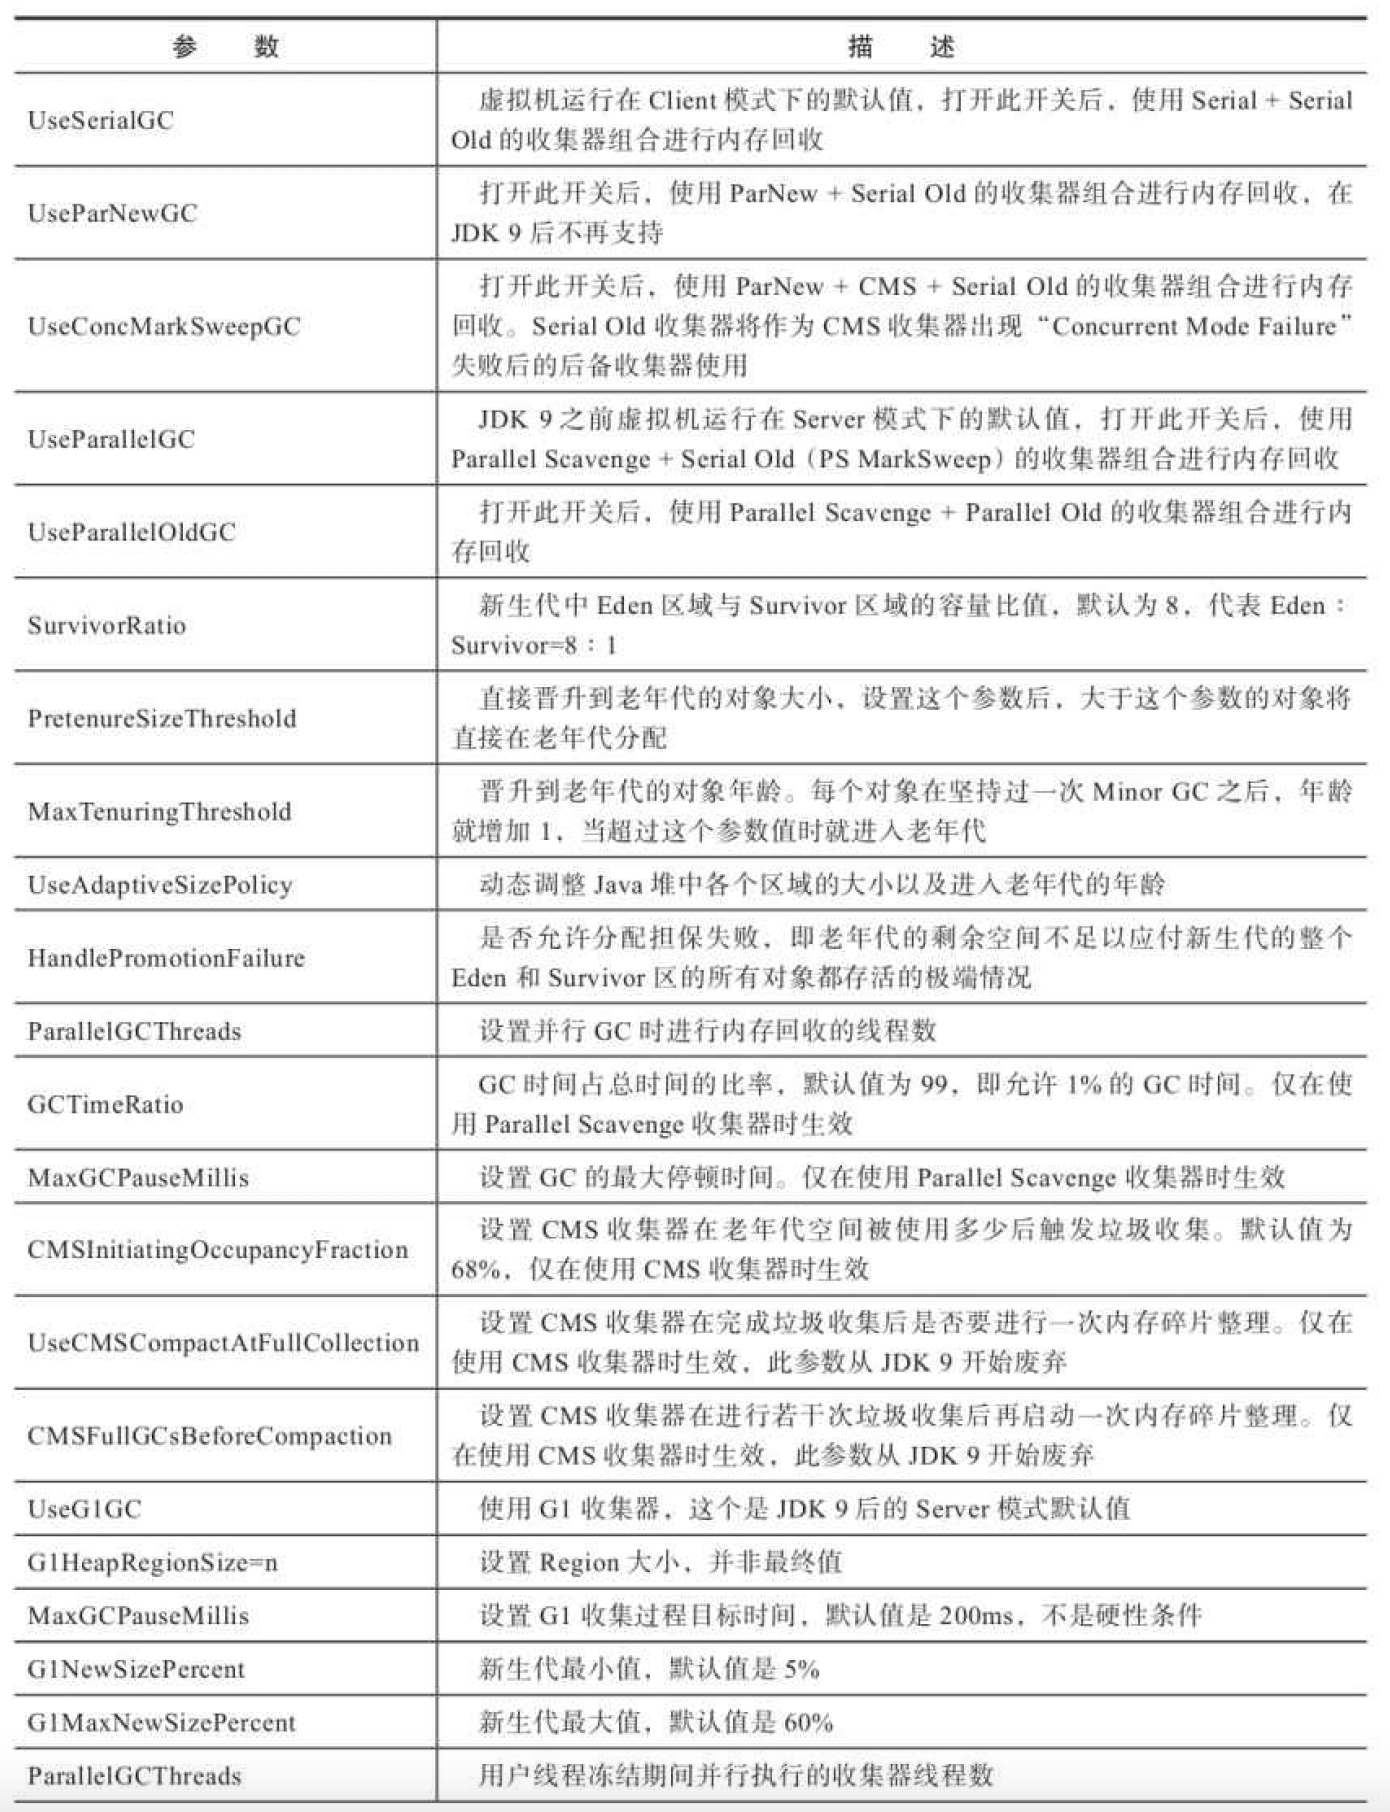 参 数
描 述
UseSerialGC
虚拟机运行在 Client 模式下的默认值，打开此开关后，使用 Serial + Serial
Old 的收集器组合进行内存回收
UseParNewGC
打开此开关后，使用 ParNew + Serial Old 的收集器组合进行内存回收，在
JDK 9 后不再支持
UseConcMarkSweepGC
打开此开关后，使用 ParNew + CMS + Serial Old 的收集器组合进行内存
回收。Serial Old 收集器将作为 CMS 收集器出现“Concurrent Mode Failure”
失败后的后备收集器使用
UseParallelGC
JDK 9 之前虚拟机运行在 Server 模式下的默认值，打开此开关后，使用
Parallel Scavenge + Serial Old（PS MarkSweep）的收集器组合进行内存回收
UseParallelOldGC
打开此开关后，使用 Parallel Scavenge + Parallel Old 的收集器组合进行内
存回收
SurvivorRatio
新生代中 Eden 区域与 Survivor 区域的容量比值，默认为 8，代表 Eden：
Survivor=8：1
PretenureSizeThreshold
直接晋升到老年代的对象大小，设置这个参数后，大于这个参数的对象将
直接在老年代分配
MaxTenuringThreshold
晋升到老年代的对象年龄。每个对象在坚持过一次 Minor GC 之后，年龄
就增加 1，当超过这个参数值时就进入老年代
UseAdaptiveSizePolicy
动态调整 Java 堆中各个区域的大小以及进入老年代的年龄
HandlePromotionFailure
是否允许分配担保失败，即老年代的剩余空间不足以应付新生代的整个
Eden 和 Survivor 区的所有对象都存活的极端情况
ParallelGCThreads
设置并行 GC 时进行内存回收的线程数
GCTimeRatio
GC 时间占总时间的比率，默认值为 99，即允许 1% 的 GC 时间。仅在使
用 Parallel Scavenge 收集器时生效
MaxGCPauseMillis
设置 GC 的最大停顿时间。仅在使用 Parallel Scavenge 收集器时生效
CMSInitiatingOccupancyFraction
设置 CMS 收集器在老年代空间被使用多少后触发垃圾收集。默认值为
68%，仅在使用 CMS 收集器时生效
UseCMSCompactAtFullCollection
设置 CMS 收集器在完成垃圾收集后是否要进行一次内存碎片整理。仅在
使用 CMS 收集器时生效，此参数从 JDK 9 开始废弃
CMSFullGCsBeforeCompaction
设置 CMS 收集器在进行若干次垃圾收集后再启动一次内存碎片整理。仅
在使用 CMS 收集器时生效，此参数从 JDK 9 开始废弃
UseG1GC
使用 G1 收集器，这个是 JDK 9 后的 Server 模式默认值
G1HeapRegionSize=n
设置 Region 大小，并非最终值
MaxGCPauseMillis
设置 G1 收集过程目标时间，默认值是 200ms，不是硬性条件
G1NewSizePercent
新生代最小值，默认值是 5%
G1MaxNewSizePercent
新生代最大值，默认值是 60%
ParallelGCThreads
用户线程冻结期间并行执行的收集器线程数